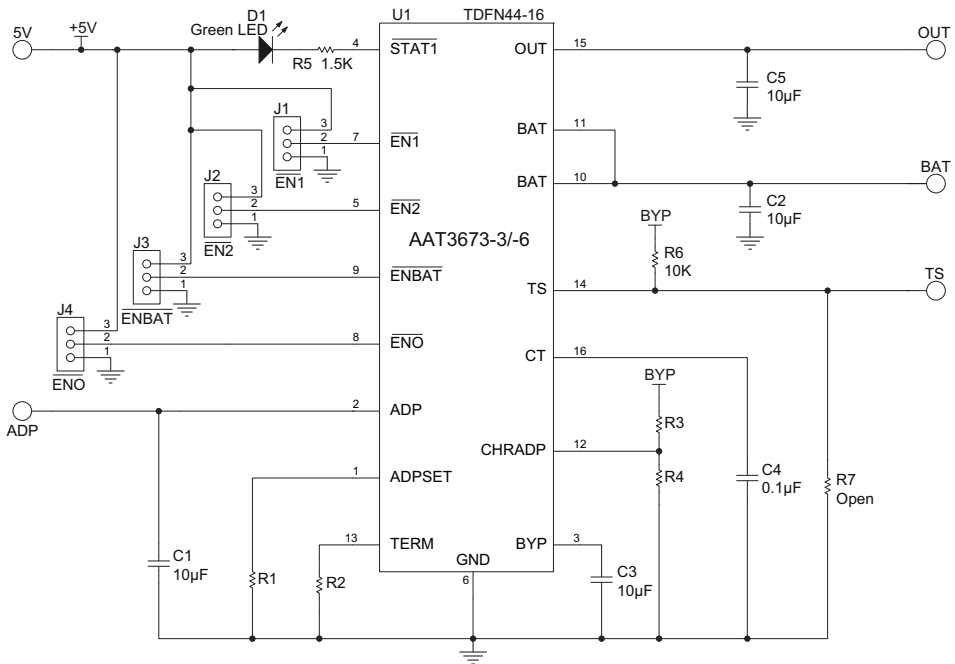 D1
Green LED
U1
TDFN44-16
5V
+5V
OUT
4
STAT1
OUT
15
R5 1.5K
C5
10µF
J1
3
2
1
7
EN1
EN1
BAT
11
BAT
BAT
10
C2
10µF
J2
3
2
1
5
EN2
EN2
AAT3673-3/-6
BYP
R6
10K
J3
3
2
1
9
ENBAT
ENBAT
TS
14
TS
J4
3
2
1
8
ENO
ENO
CT
16
BYP
R3
ADP
2
ADP
CHRADP
12
R4
1
ADPSET
C4
0.1µF
R7
Open
13
TERM
BYP
3
GND
6
C1
10µF
R1
R2
C3
10µF